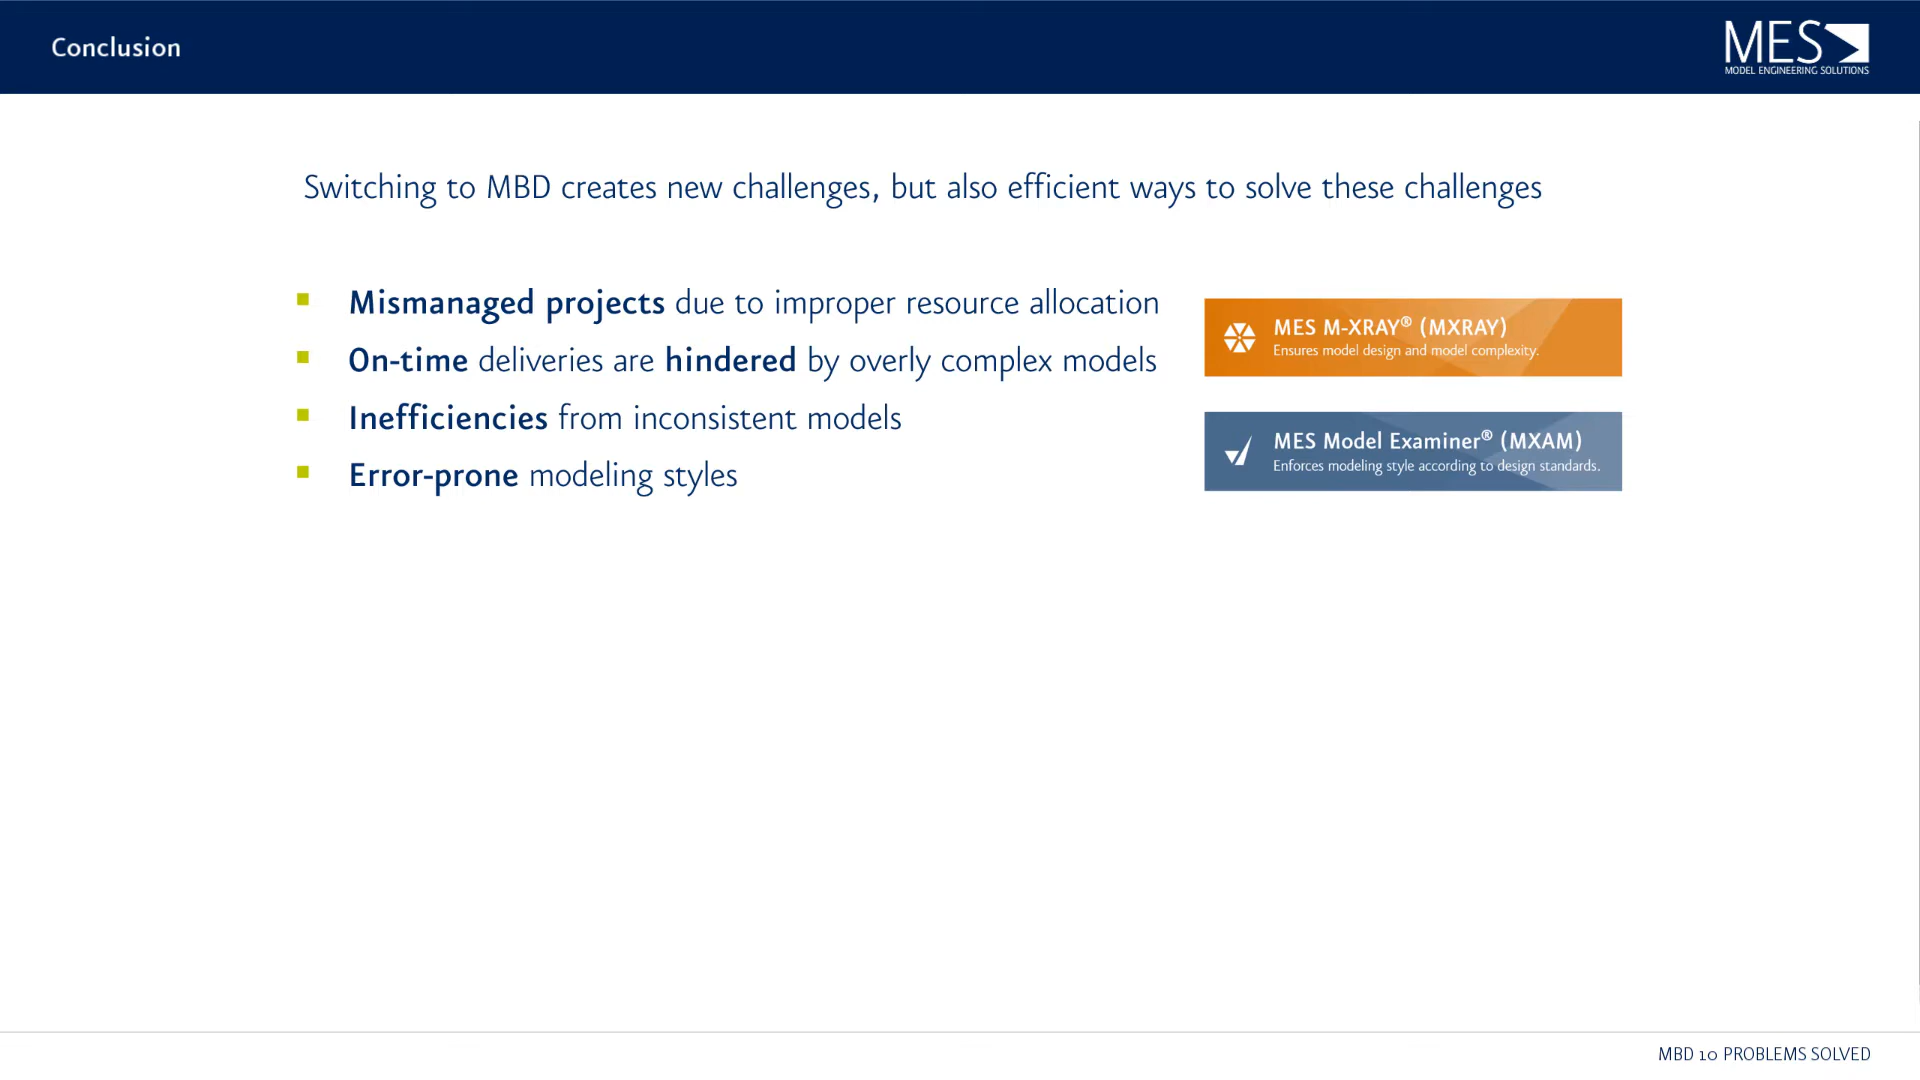 Conclusion
MES
MODEL ENGINEERING SOLUTIONS
Switching to MBD creates new challenges, but also efficient ways to solve these challenges
Mismanaged projects due to improper resource allocation
On-time deliveries are hindered by overly complex models
Inefficiencies from inconsistent models
Error-prone modeling styles
MES M-XRAY® (MXRAY)
Ensures model design and model complexity.
MES Model Examiner® (MXAM)
Enforces modeling style according to design standards.
MBD 10 PROBLEMS SOLVED